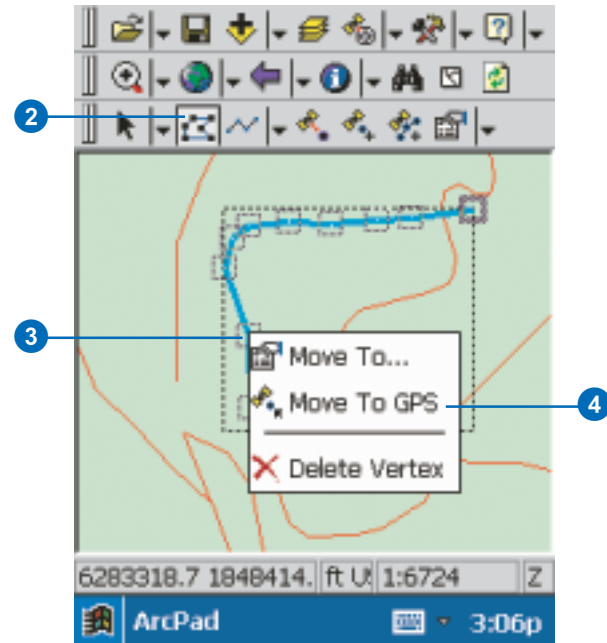 2
3
Move To...
Move To GPS
4
Delete Vertex
6283318.7 1848414. ft U 1:6724 Z
ArcPad 3:06p